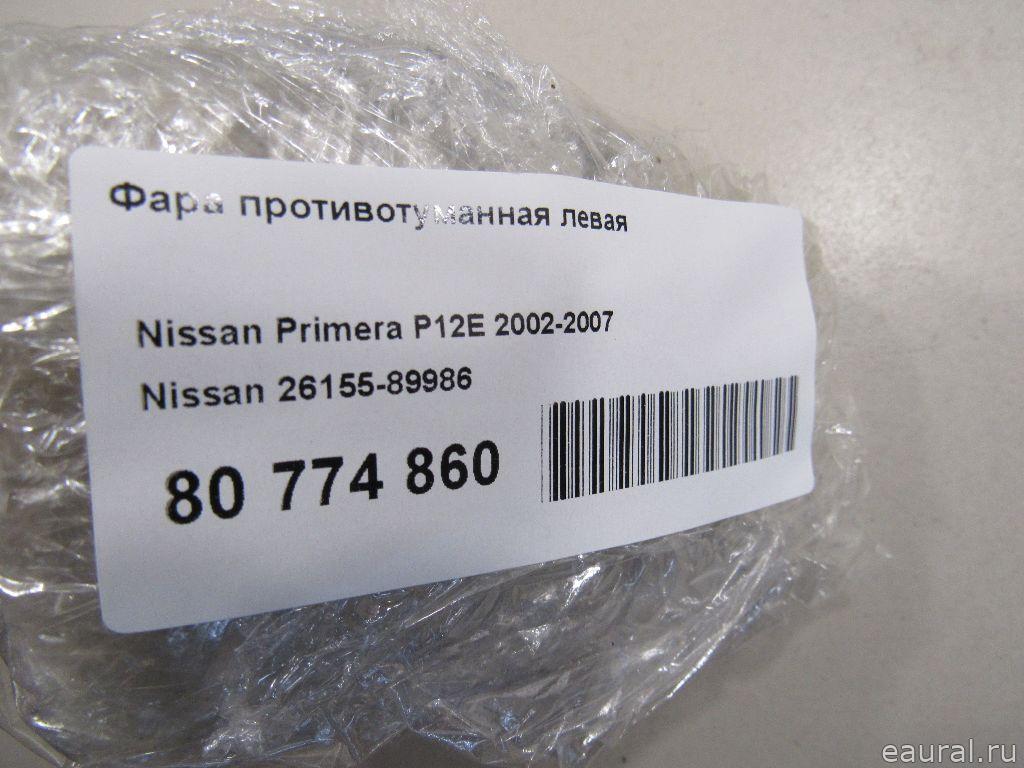 Фара противотуманная левая
Nissan Primera P12E 2002-2007
Nissan 26155-89986
80 774 860
eaural.ru